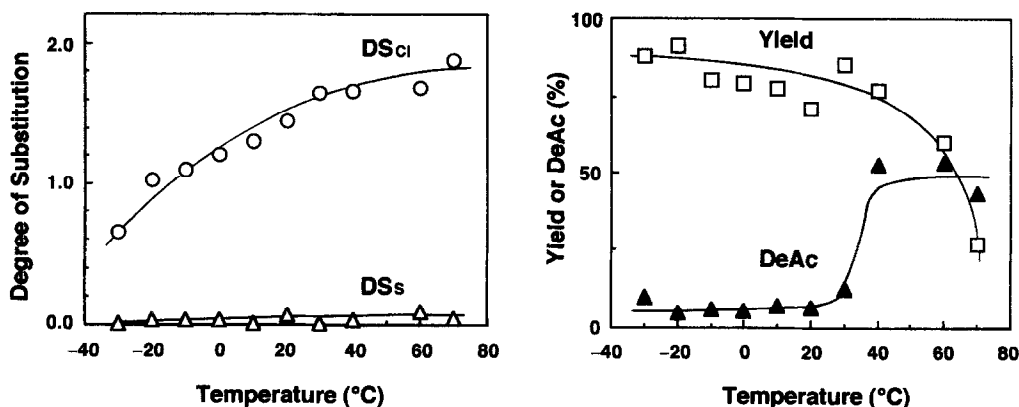 Degree of Substitution
2.0
1.0
0.0
DSCl
DSS
−40
−20
0
20
40
60
80
Temperature (°C)
Yield or DeAc (%)
100
50
0
Yield
DeAc
−40
−20
0
20
40
60
80
Temperature (°C)